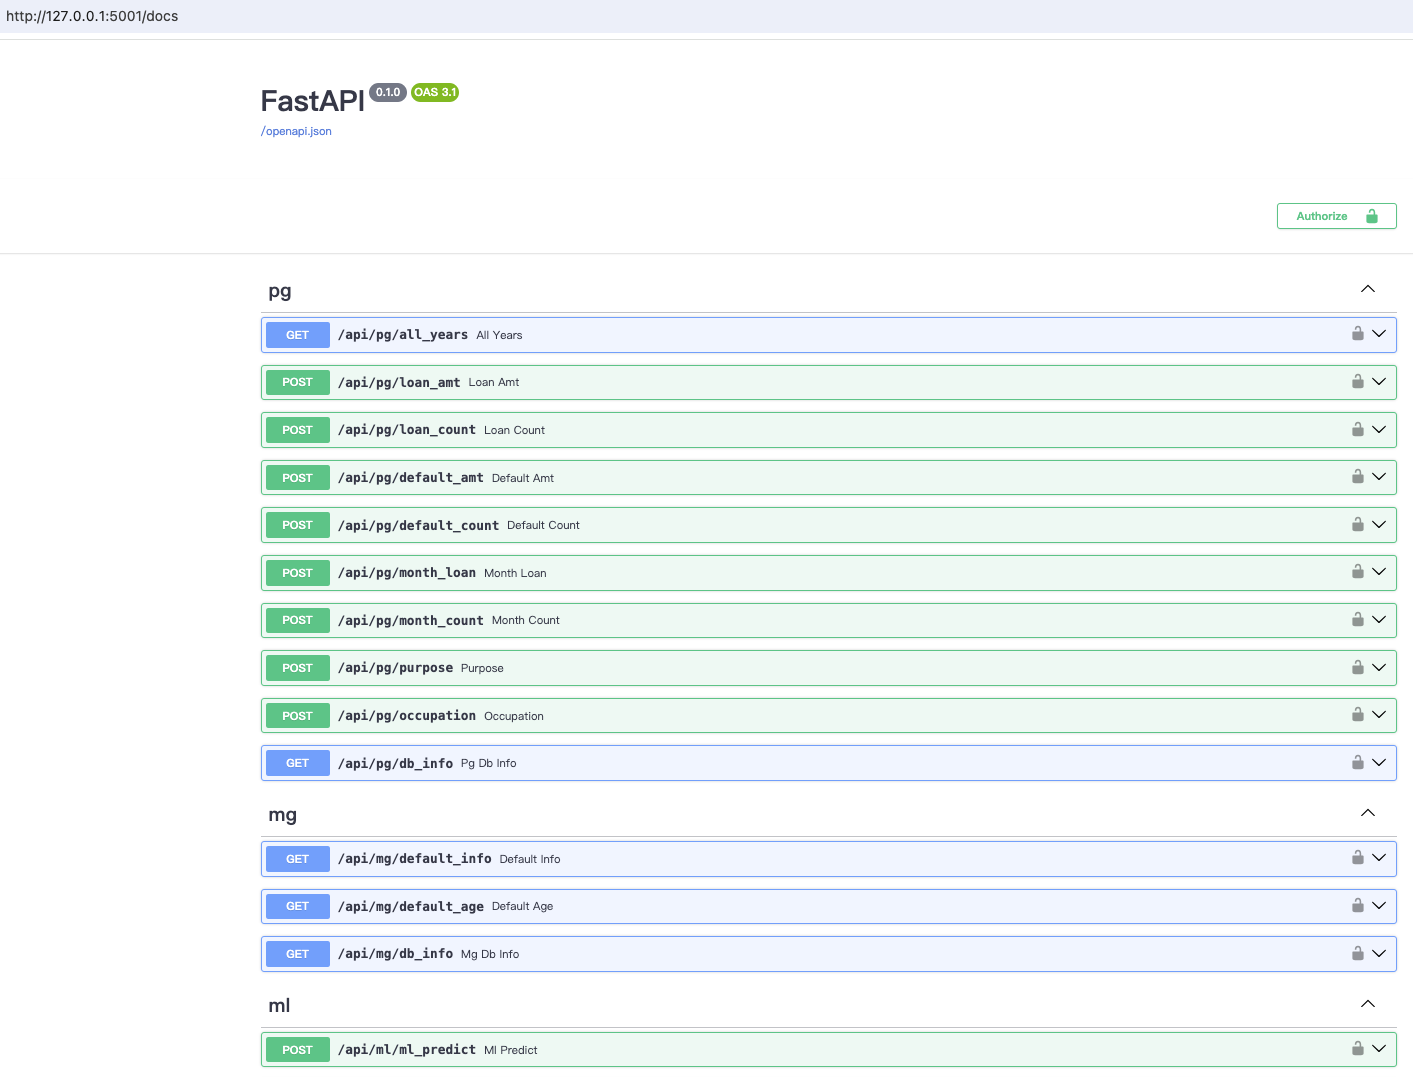 http://127.0.0.1:5001/docs
FastAPI 0.1.0 OAS 3.1
/openapi.json
Authorize
pg
GET /api/pg/all_years All Years
POST /api/pg/loan_amt Loan Amt
POST /api/pg/loan_count Loan Count
POST /api/pg/default_amt Default Amt
POST /api/pg/default_count Default Count
POST /api/pg/month_loan Month Loan
POST /api/pg/month_count Month Count
POST /api/pg/purpose Purpose
POST /api/pg/occupation Occupation
GET /api/pg/db_info Pg Db Info
mg
GET /api/mg/default_info Default Info
GET /api/mg/default_age Default Age
GET /api/mg/db_info Mg Db Info
ml
POST /api/ml/ml_predict Ml Predict